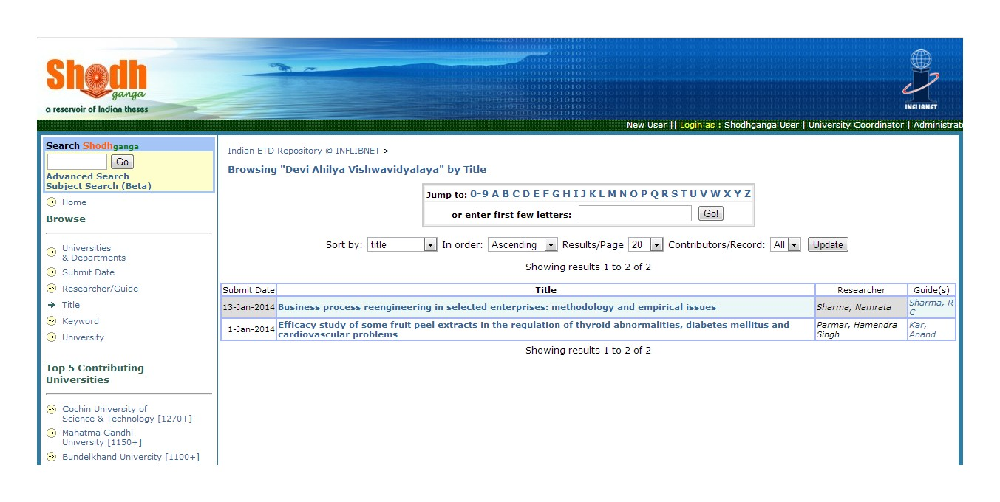 Shodh
ganga
a reservoir of Indian theses
INFLIBNET
New User || Login as : Shodhganga User | University Coordinator | Administrat
Search Shodhganga
Go
Advanced Search
Subject Search (Beta)
Home
Browse
Universities
& Departments
Submit Date
Researcher/Guide
Title
Keyword
University
Top 5 Contributing
Universities
Cochin University of
Science & Technology [1270+]
Mahatma Gandhi
University [1150+]
Bundelkhand University [1100+]
Indian ETD Repository @ INFLIBNET >
Browsing "Devi Ahilya Vishwavidyalaya" by Title
Jump to: 0-9 A B C D E F G H I J K L M N O P Q R S T U V W X Y Z
or enter first few letters: Go!
Sort by: title In order: Ascending Results/Page 20 Contributors/Record: All Update
Showing results 1 to 2 of 2
Submit Date Title Researcher Guide(s)
13-Jan-2014 Business process reengineering in selected enterprises: methodology and empirical issues Sharma, Namrata Sharma, R
C
1-Jan-2014 Efficacy study of some fruit peel extracts in the regulation of thyroid abnormalities, diabetes mellitus and Parmar, Hamendra Kar,
cardiovascular problems Singh Anand
Showing results 1 to 2 of 2